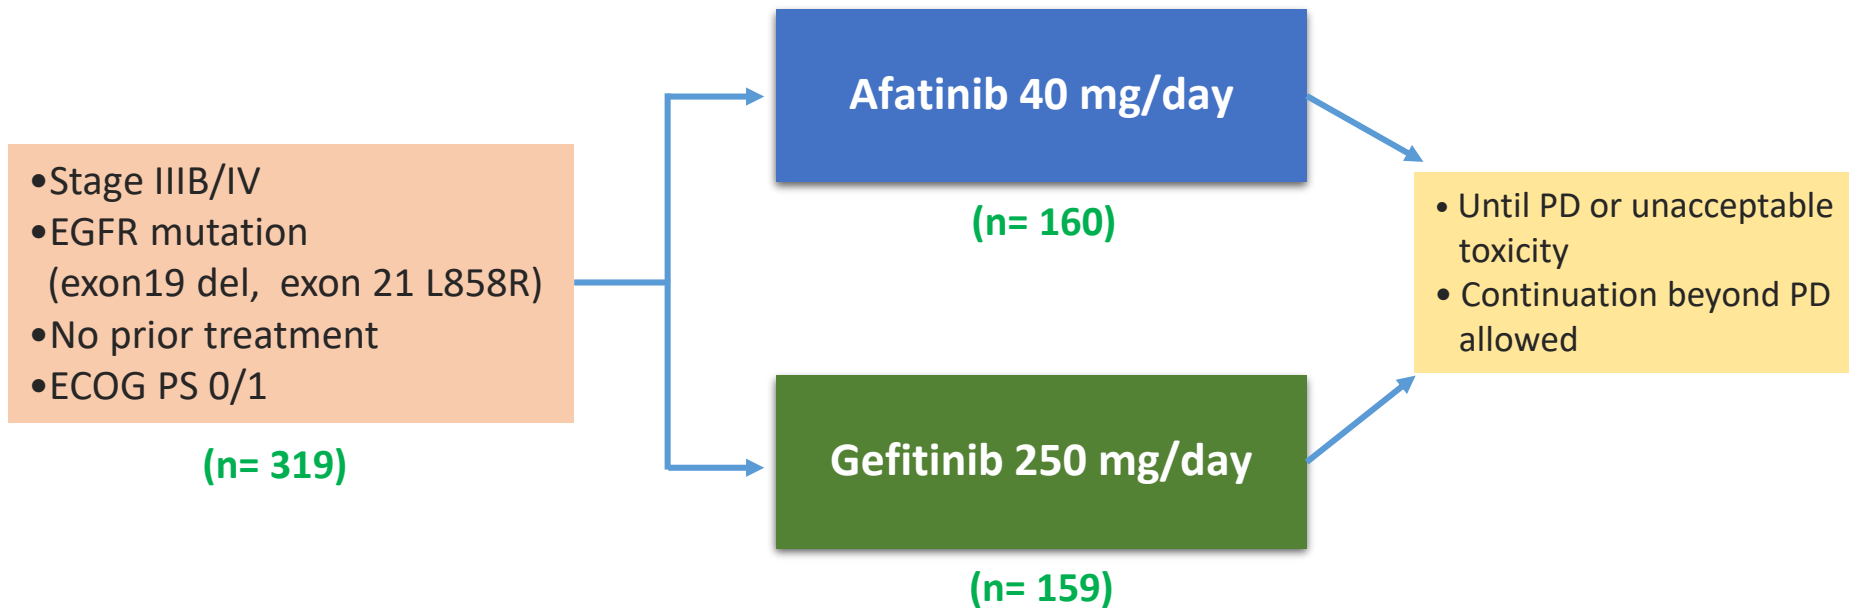 •Stage IIIB/IV
•EGFR mutation
(exon19 del, exon 21 L858R)
•No prior treatment
•ECOG PS 0/1
(n= 319)
Afatinib 40 mg/day
(n= 160)
Gefitinib 250 mg/day
(n= 159)
• Until PD or unacceptable
toxicity
• Continuation beyond PD
allowed